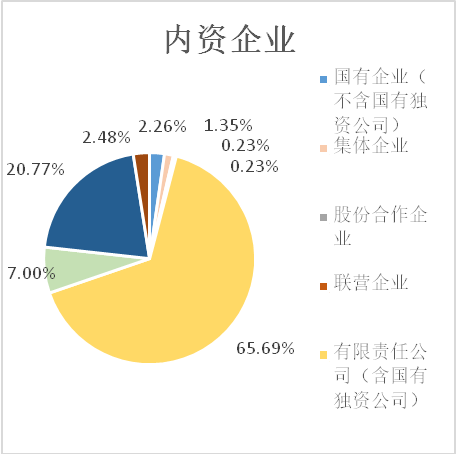 内资企业
2.48%
2.26%
1.35%
0.23%
0.23%
20.77%
7.00%
65.69%
国有企业（
不含国有独
资公司）
集体企业
股份合作企
业
联营企业
有限责任公
司（含国有
独资公司）